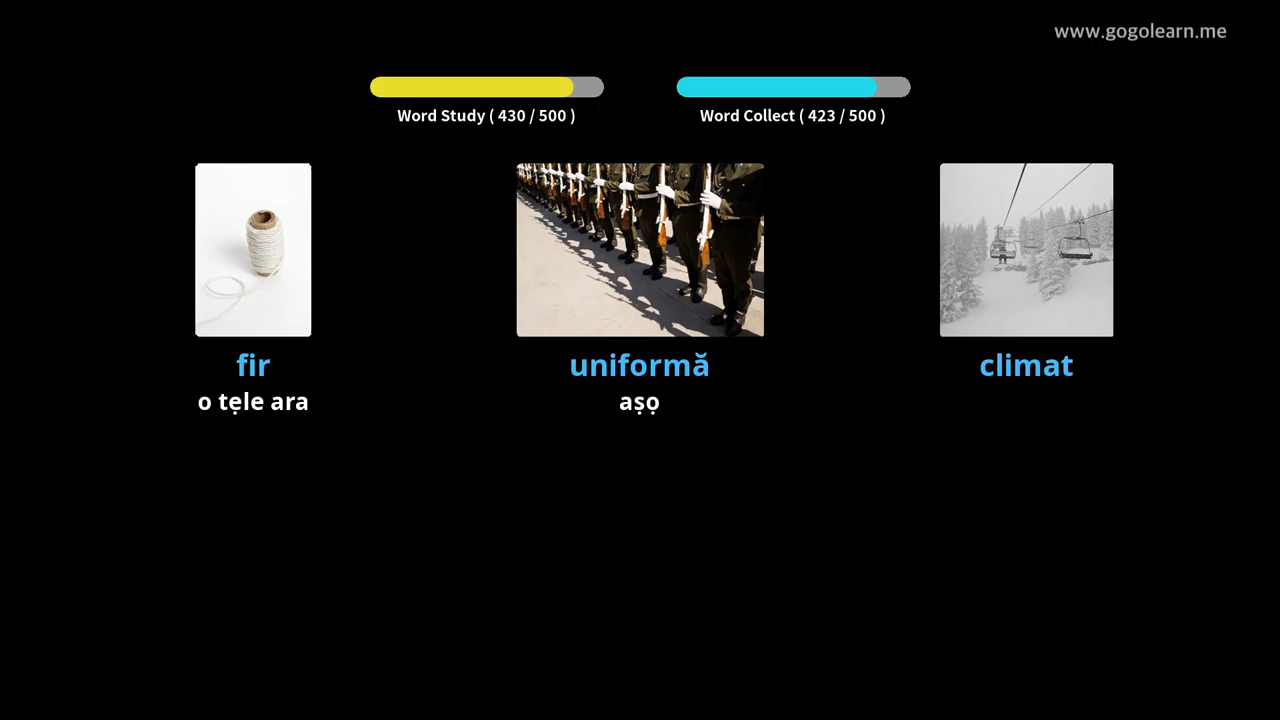 www.gogolearn.me
Word Study ( 430 / 500 )
Word Collect ( 423 / 500 )
fir
uniformă
climat
o tẹle ara
aṣọ